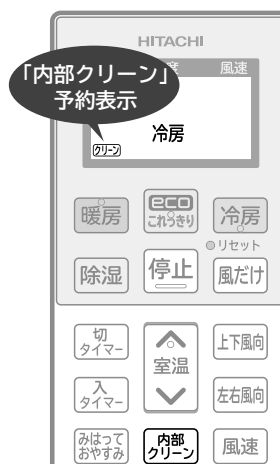 HITACHI
「内部クリーン」
予約表示
度 風速
冷房
クリーン
暖房
eco
これっきり
冷房
リセット
除湿
停止
風だけ
切
タイマー
室温
上下風向
入
タイマー
左右風向
みはって
おやすみ
内部
クリーン
風速